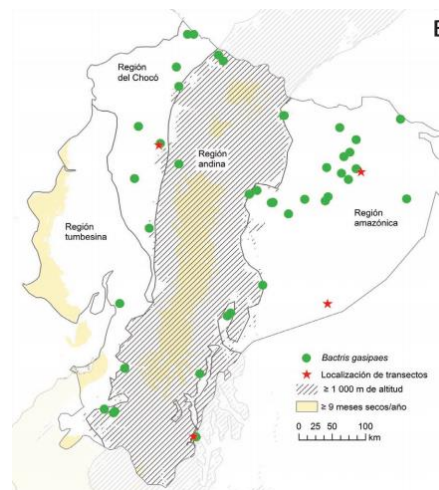 E
Región
del Chocó
Región
andina
Región
tumbesina
Región
amazónica
Bactris gasipaes
Localización de transectos
≥ 1 000 m de altitud
≥ 9 meses secos/año
0 25 50 75 100
km